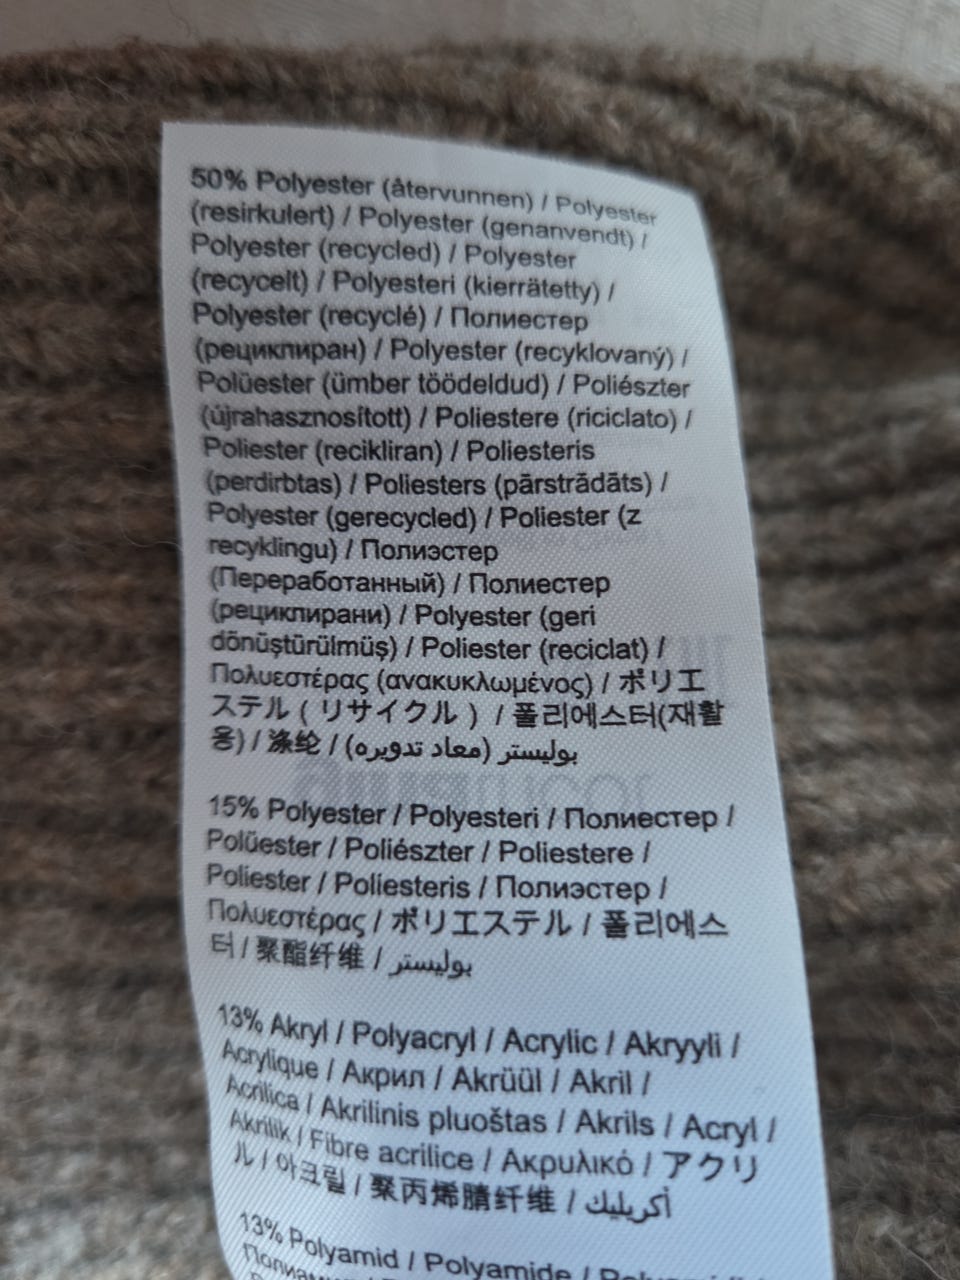 50% Polyester (återvunnen) / Polyester
(resirkulert) / Polyester (genanvendt) /
Polyester (recycled) / Polyester
(recycelt) / Polyesteri (kierrätetty) /
Polyester (recyclé) / Полиестер
(рециклиран) / Polyester (recyklovaný) /
Polüester (ümber töödeldud) / Poliészter
(újrahasznosított) / Poliestere (riciclato) /
Poliester (recikliran) / Poliesteris
(perdirbtas) / Poliesters (pārstrādāts) /
Polyester (gerecycled) / Poliester (z
recyklingu) / Полиэстер
(Переработанный) / Полиестер
(рециклирани) / Polyester (geri
dönüştürülmüş) / Poliester (reciclat) /
Πολυεστέρας (ανακυκλωμένος) / ポリエ
ステル ( リサイクル ) / 폴리에스터(재활
용) / 涤纶 / بوليستر (معاد تدويره)
15% Polyester / Polyesteri / Полиестер /
Polüester / Poliészter / Poliestere /
Poliester / Poliesteris / Полиэстер /
Πολυεστέρας / ポリエステル / 폴리에스
터 / 聚酯纤维 / بوليستر
13% Akryl / Polyacryl / Acrylic / Akryyli /
Acrylique / Акрил / Akrüül / Akril /
Acrilica / Akrilinis pluoštas / Akrils / Acryl /
Akrilik / Fibre acrilice / Ακρυλικό / アクリ
ル / 아크릴 / 聚丙烯腈纤维 / أكريليك
13% Polyamid / Polyamide /